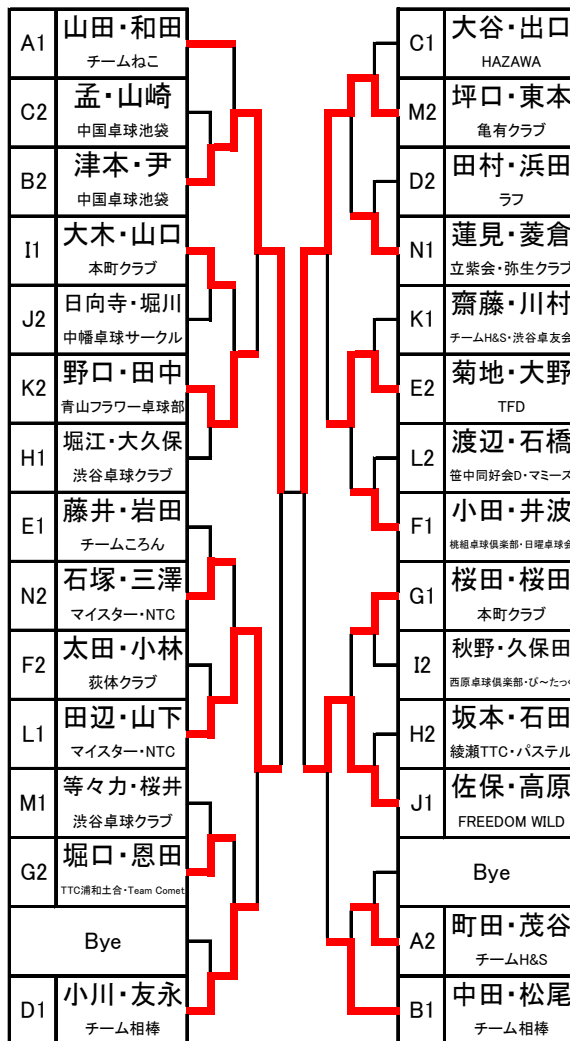 A1
山田・和田
チームねこ
C2
孟・山崎
中国卓球池袋
B2
津本・尹
中国卓球池袋
I1
大木・山口
本町クラブ
J2
日向寺・堀川
中幡卓球サークル
K2
野口・田中
青山フラワー卓球部
H1
堀江・大久保
渋谷卓球クラブ
E1
藤井・岩田
チームころん
N2
石塚・三澤
マイスター・NTC
F2
太田・小林
荻体クラブ
L1
田辺・山下
マイスター・NTC
M1
等々力・桜井
渋谷卓球クラブ
G2
堀口・恩田
TTC浦和土合・Team Comet
Bye
D1
小川・友永
チーム相棒
C1
大谷・出口
HAZAWA
M2
坪口・東本
亀有クラブ
D2
田村・浜田
ラフ
N1
蓮見・菱倉
立紫会・弥生クラブ
K1
齋藤・川村
チームH&S・渋谷卓友会
E2
菊地・大野
TFD
L2
渡辺・石橋
笹中同好会D・マミーズ
F1
小田・井波
桃組卓球倶楽部・日曜卓球会
G1
桜田・桜田
本町クラブ
I2
秋野・久保田
西原卓球倶楽部・び～たっく
H2
坂本・石田
綾瀬TTC・パステル
J1
佐保・高原
FREEDOM WILD
Bye
A2
町田・茂谷
チームH&S
B1
中田・松尾
チーム相棒